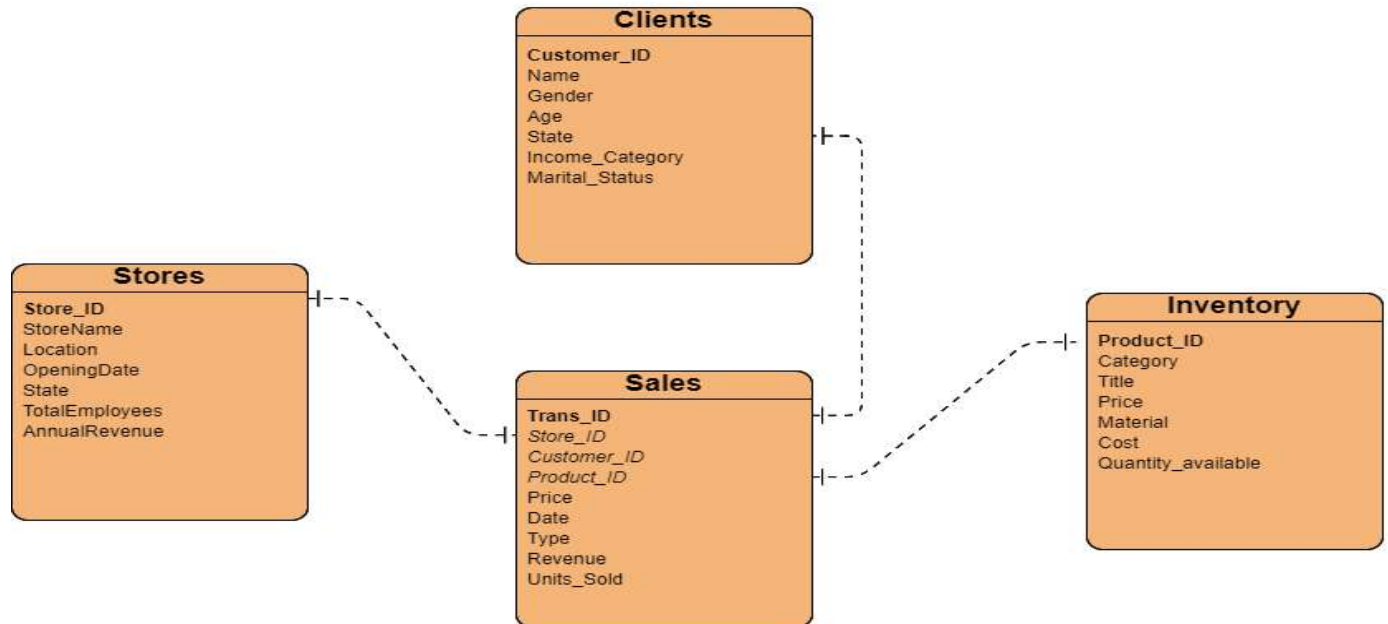 Clients
Customer_ID
Name
Gender
Age
State
Income_Category
Marital_Status
Stores
Store_ID
StoreName
Location
OpeningDate
State
TotalEmployees
AnnualRevenue
Sales
Trans_ID
Store_ID
Customer_ID
Product_ID
Price
Date
Type
Revenue
Units_Sold
Inventory
Product_ID
Category
Title
Price
Material
Cost
Quantity_available